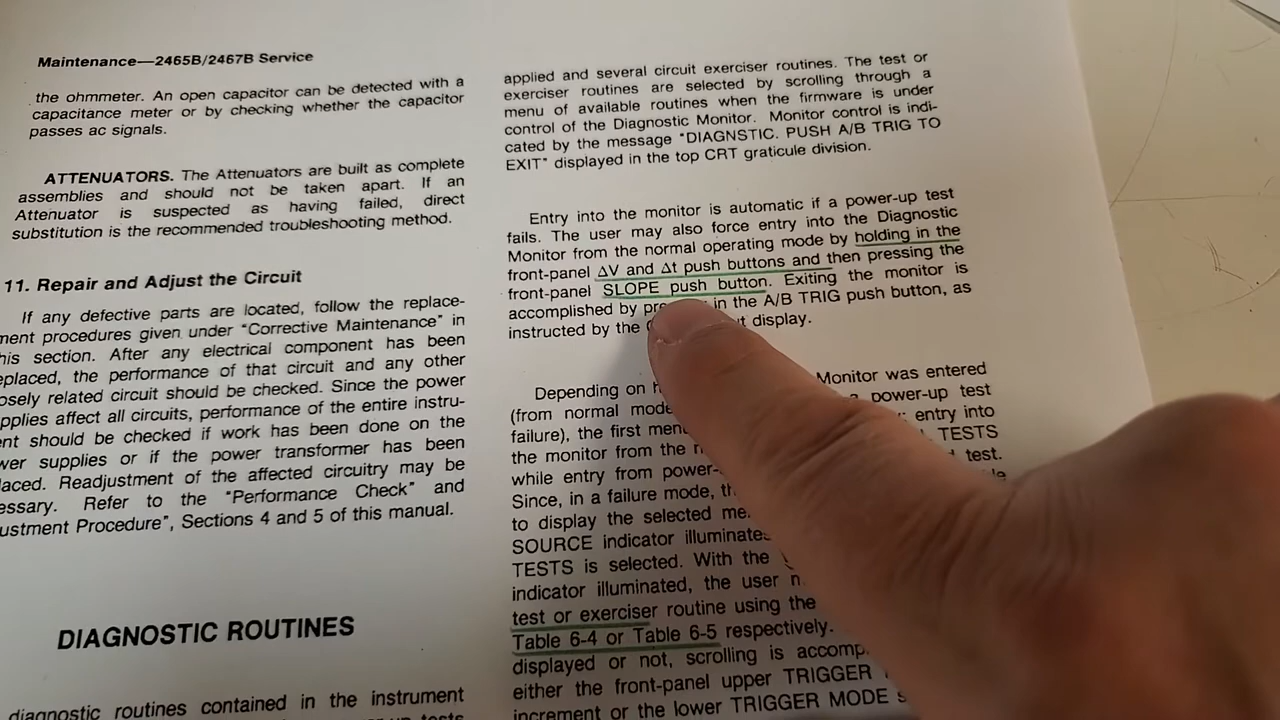 Maintenance—2465B/2467B Service
the ohmmeter. An open capacitor can be detected with a
capacitance meter or by checking whether the capacitor
passes ac signals.
ATTENUATORS. The Attenuators are built as complete
assemblies and should not be taken apart. If an
Attenuator is suspected as having failed, direct
substitution is the recommended troubleshooting method.
11. Repair and Adjust the Circuit
If any defective parts are located, follow the replace-
ment procedures given under "Corrective Maintenance" in
his section. After any electrical component has been
eplaced, the performance of that circuit and any other
osely related circuit should be checked. Since the power
pplies affect all circuits, performance of the entire instru-
ent should be checked if work has been done on the
wer supplies or if the power transformer has been
laced. Readjustment of the affected circuitry may be
essary. Refer to the "Performance Check" and
ustment Procedure", Sections 4 and 5 of this manual.
DIAGNOSTIC ROUTINES
diagnostic routines contained in the instrument
applied and several circuit exerciser routines. The test or
exerciser routines are selected by scrolling through a
menu of available routines when the firmware is under
control of the Diagnostic Monitor. Monitor control is indi-
cated by the message "DIAGNSTIC. PUSH A/B TRIG TO
EXIT" displayed in the top CRT graticule division.
Entry into the monitor is automatic if a power-up test
fails. The user may also force entry into the Diagnostic
Monitor from the normal operating mode by holding in the
front-panel ΔV and Δt push buttons and then pressing the
front-panel SLOPE push button. Exiting the monitor is
accomplished by in the A/B TRIG push button, as
instructed by the display.
Depending on Monitor was entered
(from normal mode power-up test
failure), the first entry into
the monitor from the TESTS
while entry from power- test.
Since, in a failure mode,
to display the selected
SOURCE indicator
TESTS is selected. With the
indicator illuminated, the user
test or exerciser routine using the
Table 6-4 or Table 6-5 respectively.
displayed or not, scrolling is
either the front-panel upper TRIGGER
increment or the lower TRIGGER MODE